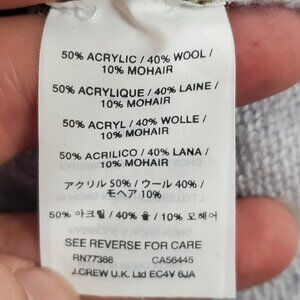 50% ACRYLIC / 40% WOOL /
10% MOHAIR
50% ACRYLIQUE / 40% LAINE /
10% MOHAIR
50% ACRYL / 40% WOLLE /
10% MOHAIR
50% ACRILICO / 40% LANA /
10% MOHAIR
アクリル 50% / ウール 40% /
モヘア 10%
50% 아크릴 / 40% 울 / 10% 모헤어
SEE REVERSE FOR CARE
RN77388 CA56445
J.CREW U.K. Ltd EC4V 6JA